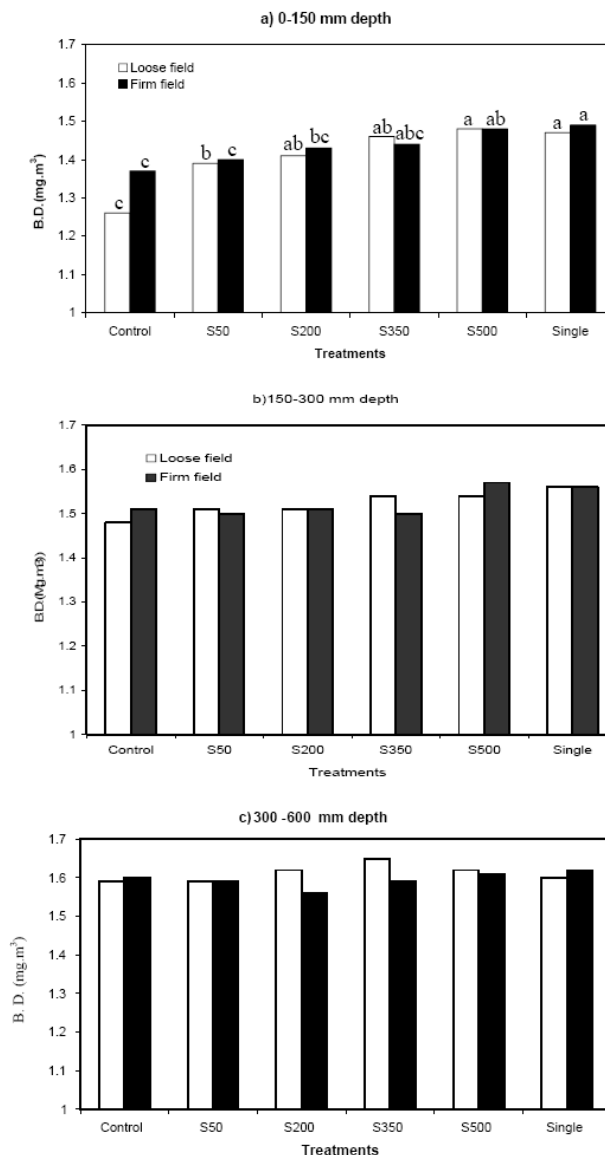 a) 0-150 mm depth
1.7
1.6
1.5
1.4
1.3
1.2
1.1
1
B.D.(mg.m³)
Loose field
Firm field
c c b c ab bc ab abc a ab a a
Control S50 S200 S350 S500 Single
Treatments
b)150-300 mm depth
1.7
1.6
1.5
1.4
1.3
1.2
1.1
1
B.D.(Mg.m3))
Loose field
Firm field
Control S50 S200 S350 S500 Single
Treatments
c) 300 -600 mm depth
1.7
1.6
1.5
1.4
1.3
1.2
1.1
1
B. D. (mg.m³)
Control S50 S200 S350 S500 Single
Treatments